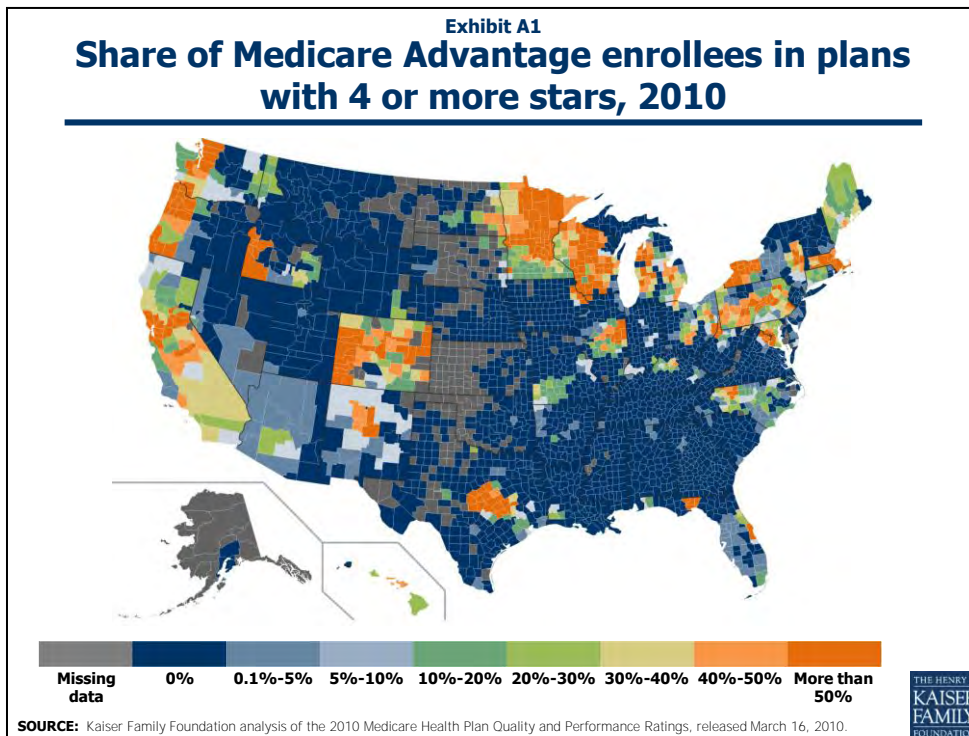 Exhibit A1
Share of Medicare Advantage enrollees in plans
with 4 or more stars, 2010
Missing data 0% 0.1%-5% 5%-10% 10%-20% 20%-30% 30%-40% 40%-50% More than 50%
SOURCE: Kaiser Family Foundation analysis of the 2010 Medicare Health Plan Quality and Performance Ratings, released March 16, 2010.
THE HENRY
KAISER
FAMILY
FOUNDATION